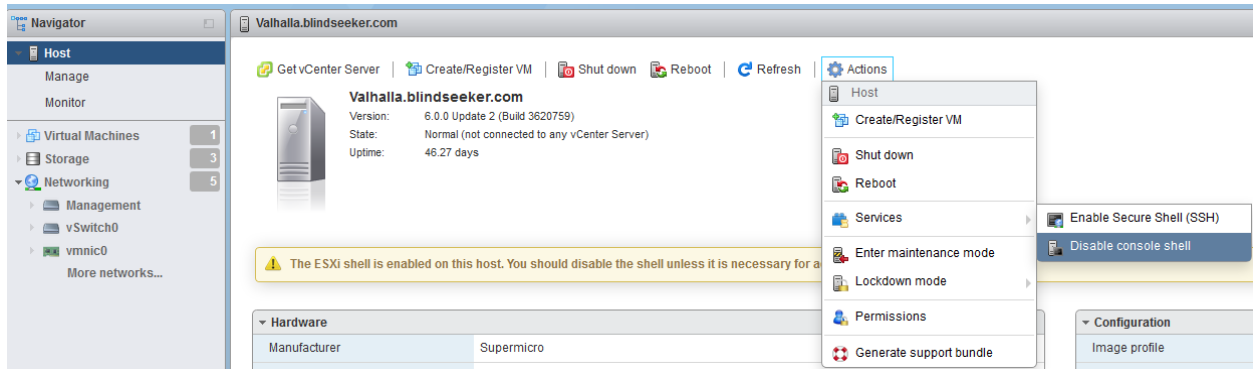 Navigator
Host
Manage
Monitor
Virtual Machines 1
Storage 3
Networking 5
Management
vSwitch0
vmnic0
More networks...
Valhalla.blindseeker.com
Get vCenter Server | Create/Register VM | Shut down Reboot | Refresh | Actions
Valhalla.blindseeker.com
Version: 6.0.0 Update 2 (Build 3620759)
State: Normal (not connected to any vCenter Server)
Uptime: 46.27 days
The ESXi shell is enabled on this host. You should disable the shell unless it is necessary for
Hardware
Manufacturer Supermicro
Host
Create/Register VM
Shut down
Reboot
Services
Enter maintenance mode
Lockdown mode
Permissions
Generate support bundle
Enable Secure Shell (SSH)
Disable console shell
Configuration
Image profile